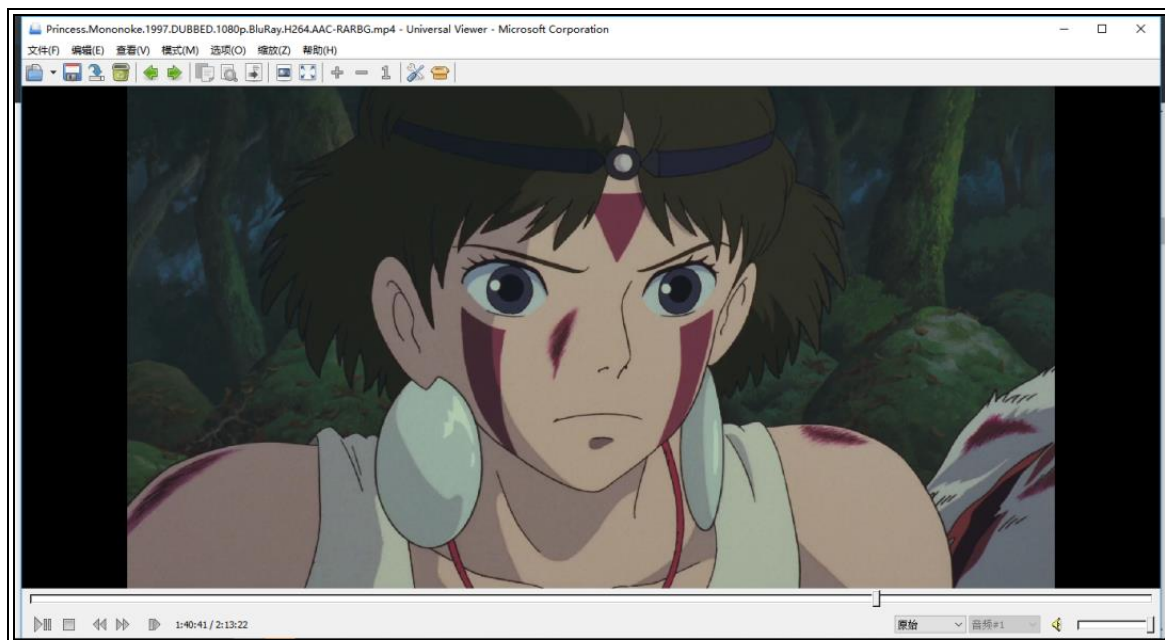 Princess.Mononoke.1997.DUBBED.1080p.BluRay.H264.AAC-RARBG.mp4 - Universal Viewer - Microsoft Corporation
文件(F) 编辑(E) 查看(V) 模式(M) 选项(O) 缩放(Z) 帮助(H)
1
1:40:41 / 2:13:22 原始 音频#1